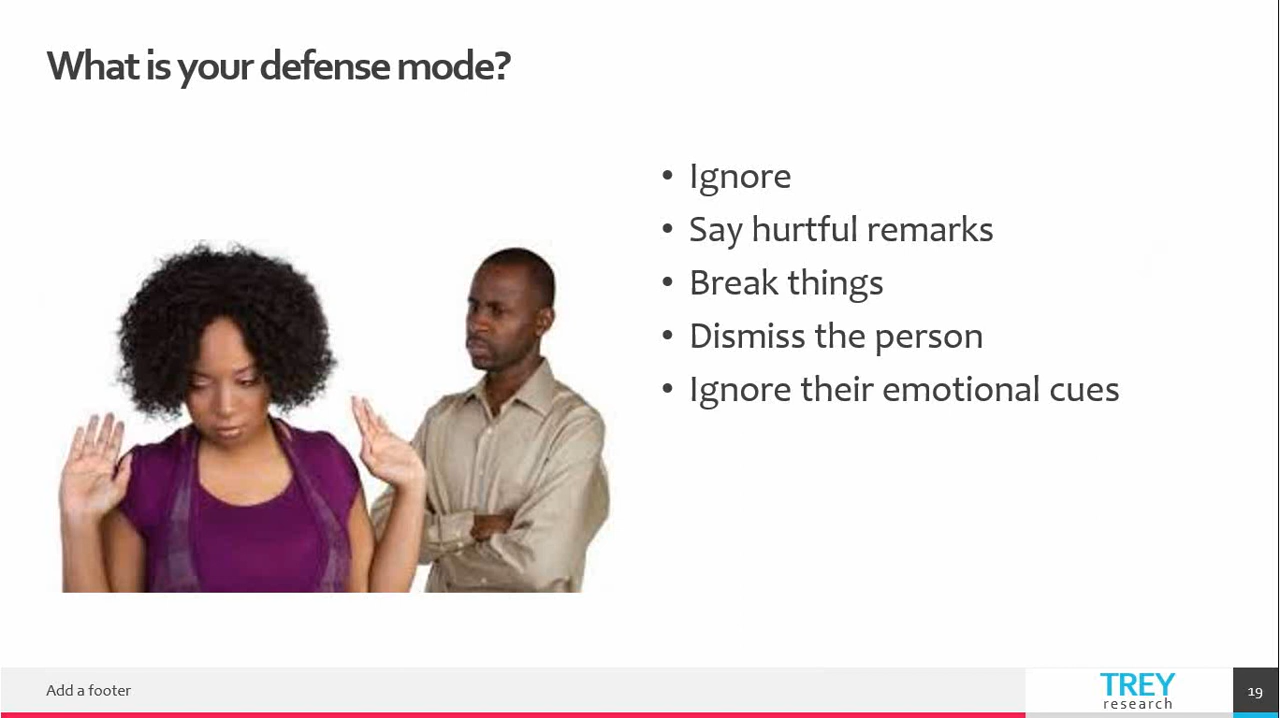 What is your defense mode?
• Ignore
• Say hurtful remarks
• Break things
• Dismiss the person
• Ignore their emotional cues
Add a footer
TREY
research
19